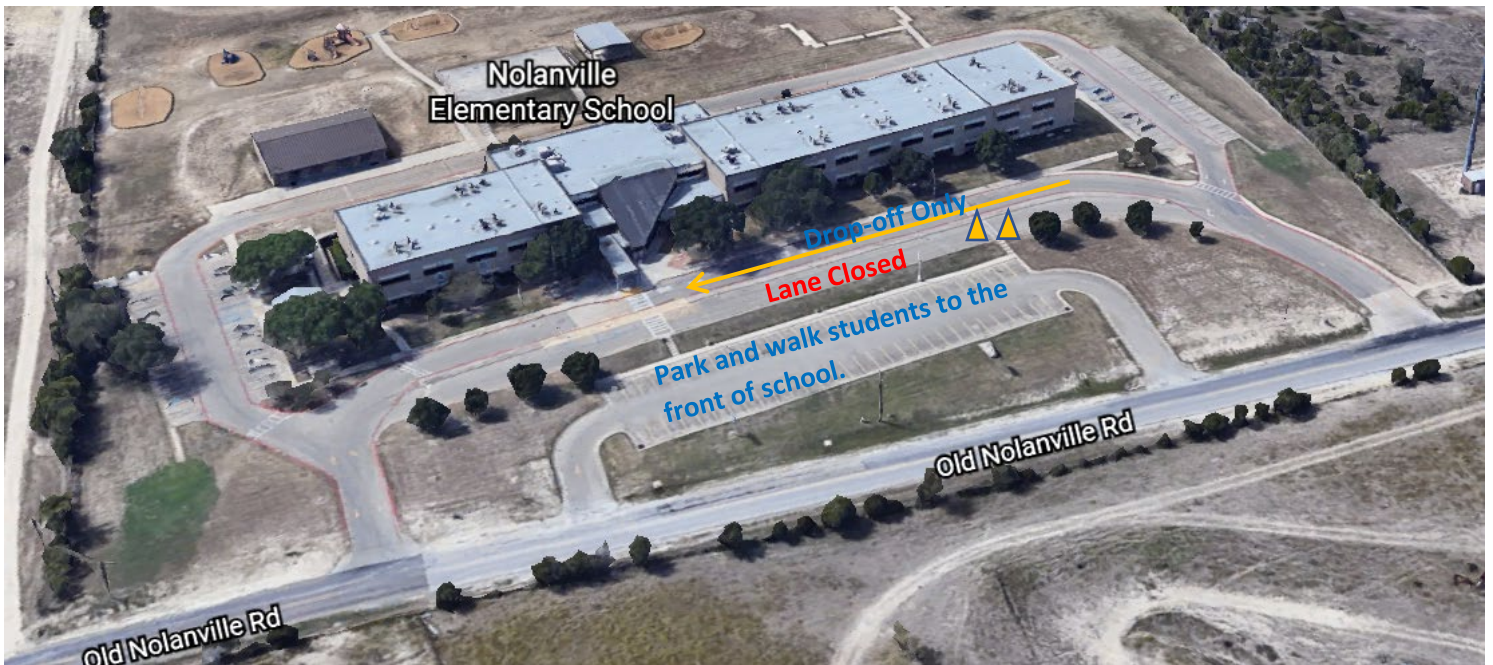 Nolanville
Elementary School
Drop-off Only
Lane Closed
Park and walk students to the
front of school.
Old Nolanville Rd
Old Nolanville Rd